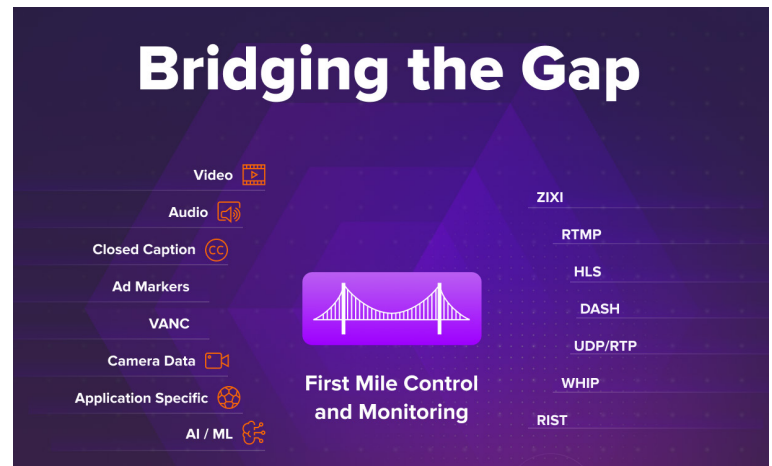 Bridging the Gap
Video
Audio
Closed Caption CC
Ad Markers
VANC
Camera Data
Application Specific
AI / ML
First Mile Control
and Monitoring
ZIXI
RTMP
HLS
DASH
UDP/RTP
WHIP
RIST